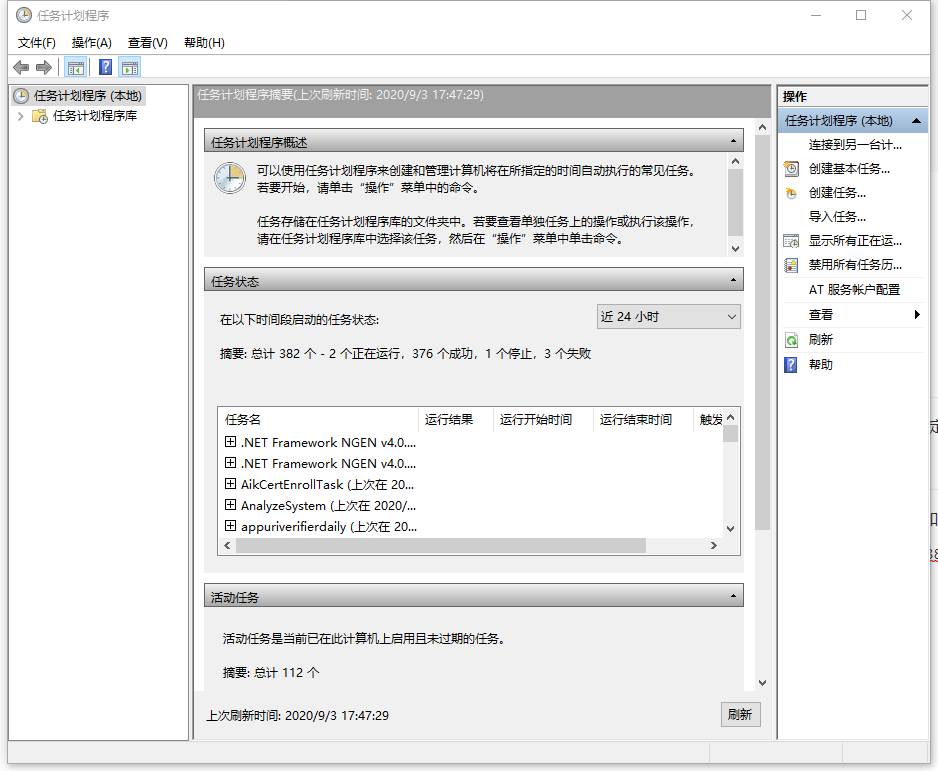 任务计划程序
文件(F) 操作(A) 查看(V) 帮助(H)
任务计划程序 (本地)
任务计划程序库
任务计划程序摘要(上次刷新时间: 2020/9/3 17:47:29)
任务计划程序概述
可以使用任务计划程序来创建和管理计算机将在所指定的时间自动执行的常见任务。
若要开始，请单击“操作”菜单中的命令。
任务存储在任务计划程序库的文件夹中。若要查看单独任务上的操作或执行该操作，
请在任务计划程序库中选择该任务，然后在“操作”菜单中单击命令。
任务状态
在以下时间段启动的任务状态:
近 24 小时
摘要: 总计 382 个 - 2 个正在运行，376 个成功，1 个停止，3 个失败
任务名 运行结果 运行开始时间 运行结束时间 触发
.NET Framework NGEN v4.0....
.NET Framework NGEN v4.0....
AikCertEnrollTask (上次在 20...
AnalyzeSystem (上次在 2020/...
appuriverifierdaily (上次在 20...
活动任务
活动任务是当前已在此计算机上启用且未过期的任务。
摘要: 总计 112 个
上次刷新时间: 2020/9/3 17:47:29
刷新
操作
任务计划程序 (本地)
连接到另一台计...
创建基本任务...
创建任务...
导入任务...
显示所有正在运...
禁用所有任务历...
AT 服务帐户配置
查看
刷新
帮助